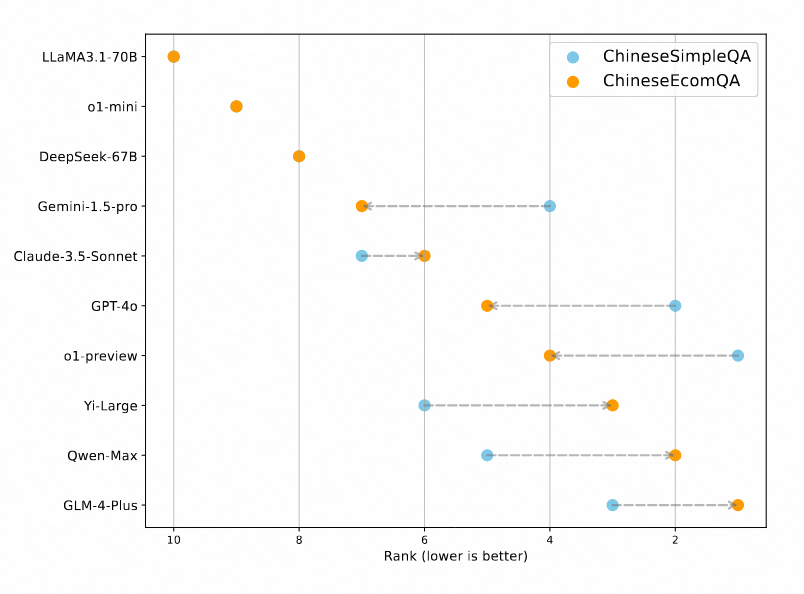 ChineseSimpleQA
ChineseEcomQA
LLaMA3.1-70B
o1-mini
DeepSeek-67B
Gemini-1.5-pro
Claude-3.5-Sonnet
GPT-4o
o1-preview
Yi-Large
Qwen-Max
GLM-4-Plus
10 8 6 4 2
Rank (lower is better)